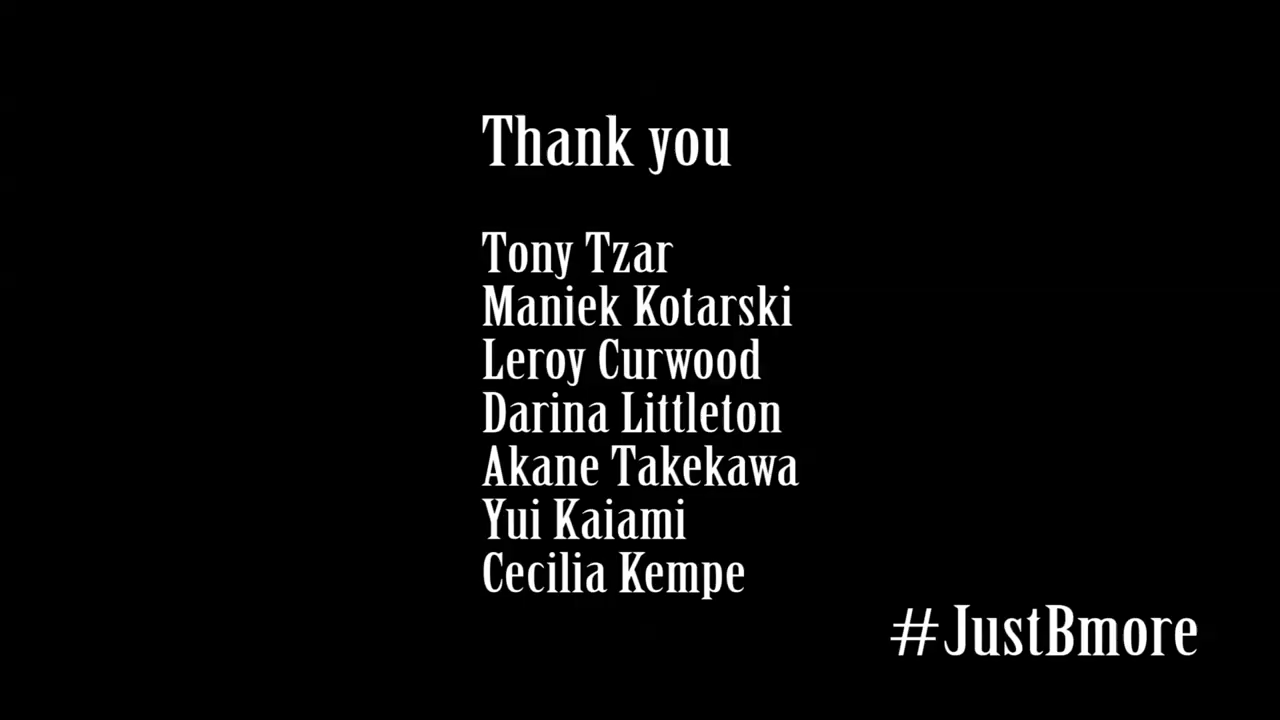 Thank you
Tony Tzar
Maniek Kotarski
Leroy Curwood
Darina Littleton
Akane Takekawa
Yui Kaiami
Cecilia Kempe
#JustBmore